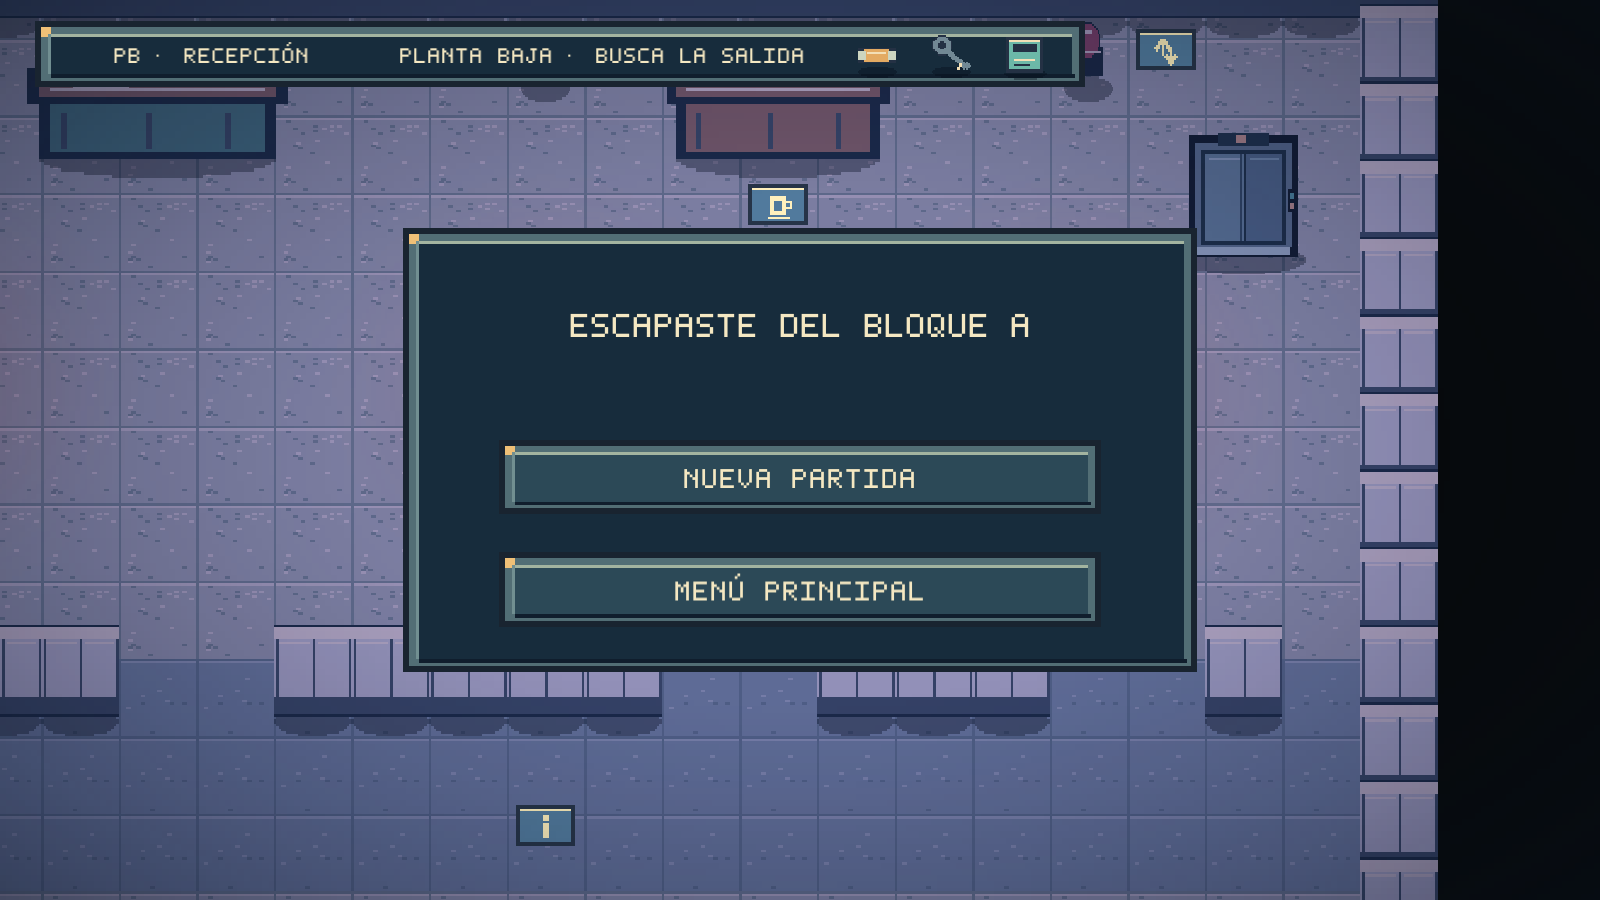 PB · RECEPCIÓN PLANTA BAJA · BUSCA LA SALIDA
ESCAPASTE DEL BLOQUE A
NUEVA PARTIDA
MENÚ PRINCIPAL
i